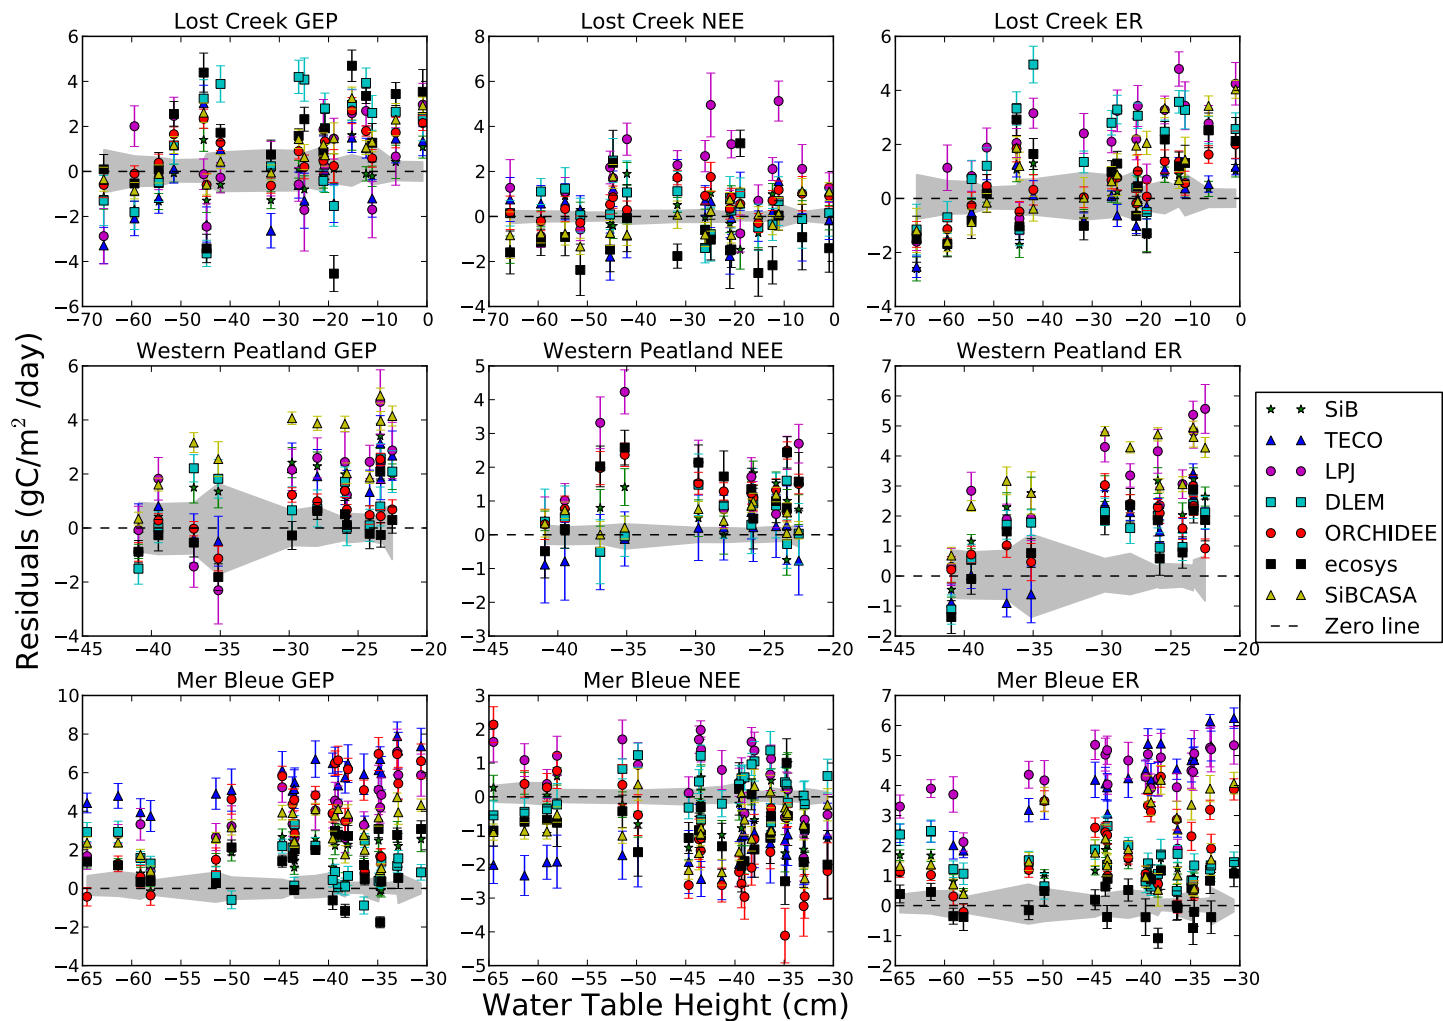 Lost Creek GEP
Lost Creek NEE
Lost Creek ER
6
4
2
0
−2
−4
−6
−70 −60 −50 −40 −30 −20 −10 0
8
6
4
2
0
−2
−4
−70 −60 −50 −40 −30 −20 −10 0
6
4
2
0
−2
−4
−70 −60 −50 −40 −30 −20 −10 0
Western Peatland GEP
Western Peatland NEE
Western Peatland ER
6
4
2
0
−2
−4
−45 −40 −35 −30 −25 −20
5
4
3
2
1
0
−1
−2
−3
−45 −40 −35 −30 −25 −20
7
6
5
4
3
2
1
0
−1
−2
−45 −40 −35 −30 −25 −20
Mer Bleue GEP
Mer Bleue NEE
Mer Bleue ER
10
8
6
4
2
0
−2
−4
−65 −60 −55 −50 −45 −40 −35 −30
3
2
1
0
−1
−2
−3
−4
−5
−65 −60 −55 −50 −45 −40 −35 −30
7
6
5
4
3
2
1
0
−1
−2
−65 −60 −55 −50 −45 −40 −35 −30
Residuals (gC/m² /day)
Water Table Height (cm)
SiB
TECO
LPJ
DLEM
ORCHIDEE
ecosys
SiBCASA
Zero line